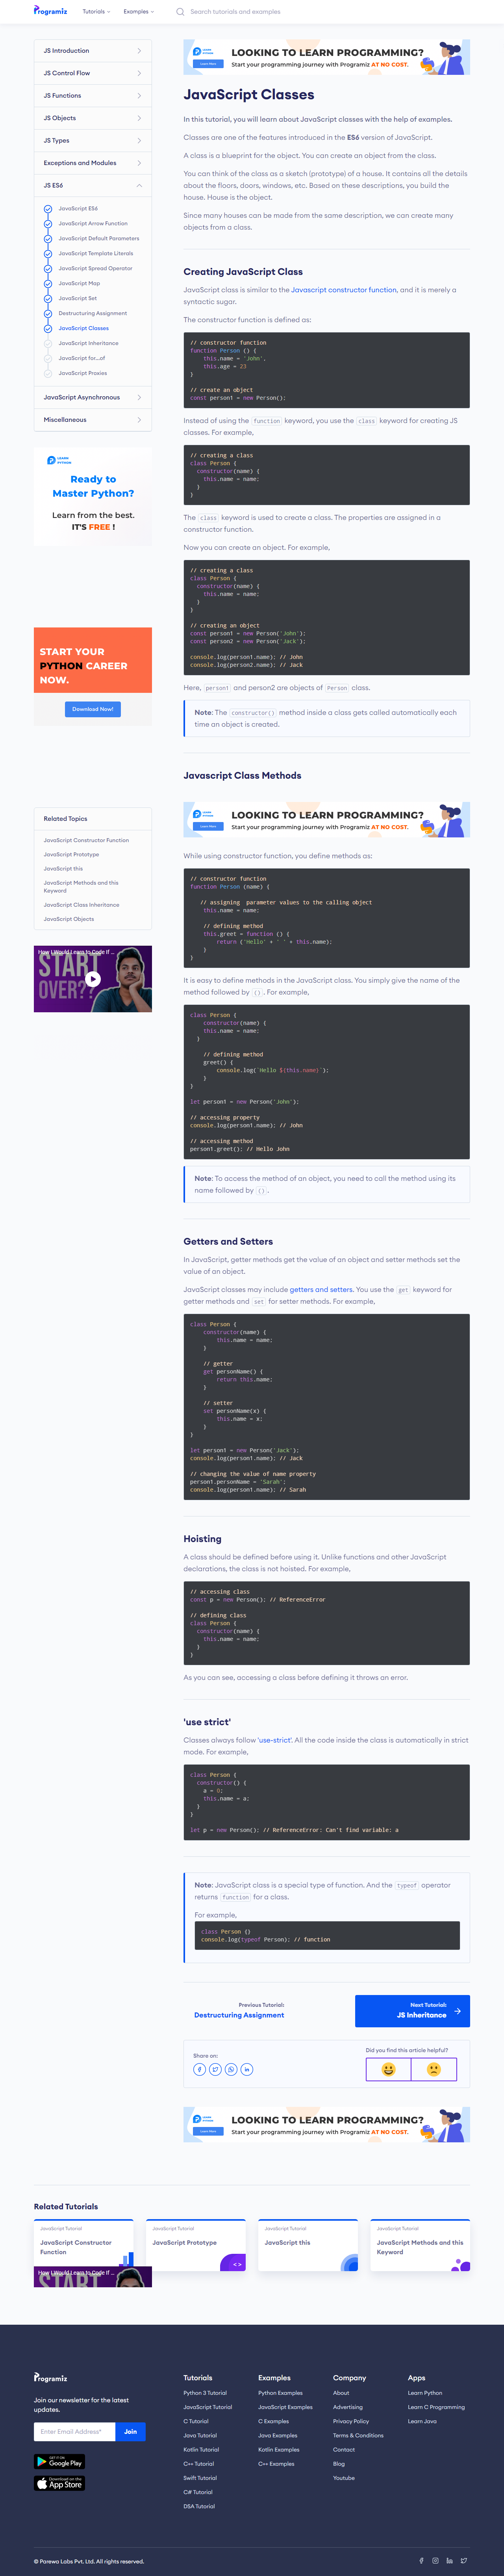 Programiz
Tutorials
Examples
Search tutorials and examples
JS Introduction
JS Control Flow
JS Functions
JS Objects
JS Types
Exceptions and Modules
JS ES6
JavaScript ES6
JavaScript Arrow Function
JavaScript Default Parameters
JavaScript Template Literals
JavaScript Spread Operator
JavaScript Map
JavaScript Set
Destructuring Assignment
JavaScript Classes
JavaScript Inheritance
JavaScript for...of
JavaScript Proxies
JavaScript Asynchronous
Miscellaneous
LEARN
PYTHON
Ready to
Master Python?
Learn from the best.
IT'S FREE !
START YOUR
PYTHON CAREER
NOW.
Download Now!
Related Topics
JavaScript Constructor Function
JavaScript Prototype
JavaScript this
JavaScript Methods and this
Keyword
JavaScript Class Inheritance
JavaScript Objects
How I Would Learn to Code If ...
START
OVER?
LEARN
PYTHON
Learn More
LOOKING TO LEARN PROGRAMMING?
Start your programming journey with Programiz AT NO COST.
JavaScript Classes
In this tutorial, you will learn about JavaScript classes with the help of examples.
Classes are one of the features introduced in the ES6 version of JavaScript.
A class is a blueprint for the object. You can create an object from the class.
You can think of the class as a sketch (prototype) of a house. It contains all the details
about the floors, doors, windows, etc. Based on these descriptions, you build the
house. House is the object.
Since many houses can be made from the same description, we can create many
objects from a class.
Creating JavaScript Class
JavaScript class is similar to the Javascript constructor function, and it is merely a
syntactic sugar.
The constructor function is defined as:
// constructor function
function Person () {
this.name = 'John',
this.age = 23
}
// create an object
const person1 = new Person();
Instead of using the function keyword, you use the class keyword for creating JS
classes. For example,
// creating a class
class Person {
constructor(name) {
this.name = name;
}
}
The class keyword is used to create a class. The properties are assigned in a
constructor function.
Now you can create an object. For example,
// creating a class
class Person {
constructor(name) {
this.name = name;
}
}
// creating an object
const person1 = new Person('John');
const person2 = new Person('Jack');
console.log(person1.name); // John
console.log(person2.name); // Jack
Here, person1 and person2 are objects of Person class.
Note: The constructor() method inside a class gets called automatically each
time an object is created.
Javascript Class Methods
LEARN
PYTHON
Learn More
LOOKING TO LEARN PROGRAMMING?
Start your programming journey with Programiz AT NO COST.
While using constructor function, you define methods as:
// constructor function
function Person (name) {
// assigning  parameter values to the calling object
this.name = name;
// defining method
this.greet = function () {
return ('Hello' + ' ' + this.name);
}
}
It is easy to define methods in the JavaScript class. You simply give the name of the
method followed by (). For example,
class Person {
constructor(name) {
this.name = name;
}
// defining method
greet() {
console.log(`Hello ${this.name}`);
}
}
let person1 = new Person('John');
// accessing property
console.log(person1.name); // John
// accessing method
person1.greet(); // Hello John
Note: To access the method of an object, you need to call the method using its
name followed by ().
Getters and Setters
In JavaScript, getter methods get the value of an object and setter methods set the
value of an object.
JavaScript classes may include getters and setters. You use the get keyword for
getter methods and set for setter methods. For example,
class Person {
constructor(name) {
this.name = name;
}
// getter
get personName() {
return this.name;
}
// setter
set personName(x) {
this.name = x;
}
}
let person1 = new Person('Jack');
console.log(person1.name); // Jack
// changing the value of name property
person1.personName = 'Sarah';
console.log(person1.name); // Sarah
Hoisting
A class should be defined before using it. Unlike functions and other JavaScript
declarations, the class is not hoisted. For example,
// accessing class
const p = new Person(); // ReferenceError
// defining class
class Person {
constructor(name) {
this.name = name;
}
}
As you can see, accessing a class before defining it throws an error.
'use strict'
Classes always follow 'use-strict'. All the code inside the class is automatically in strict
mode. For example,
class Person {
constructor() {
a = 0;
this.name = a;
}
}
let p = new Person(); // ReferenceError: Can't find variable: a
Note: JavaScript class is a special type of function. And the typeof operator
returns function for a class.
For example,
class Person {}
console.log(typeof Person); // function
Previous Tutorial:
Destructuring Assignment
Next Tutorial:
JS Inheritance
Share on:
Did you find this article helpful?
LEARN
PYTHON
Learn More
LOOKING TO LEARN PROGRAMMING?
Start your programming journey with Programiz AT NO COST.
Related Tutorials
JavaScript Tutorial
JavaScript Constructor
Function
JavaScript Tutorial
JavaScript Prototype
JavaScript Tutorial
JavaScript this
JavaScript Tutorial
JavaScript Methods and this
Keyword
How I Would Learn to Code If ...
Programiz
Join our newsletter for the latest
updates.
Enter Email Address*
Join
GET IT ON
Google Play
Download on the
App Store
Tutorials
Python 3 Tutorial
JavaScript Tutorial
C Tutorial
Java Tutorial
Kotlin Tutorial
C++ Tutorial
Swift Tutorial
C# Tutorial
DSA Tutorial
Examples
Python Examples
JavaScript Examples
C Examples
Java Examples
Kotlin Examples
C++ Examples
Company
About
Advertising
Privacy Policy
Terms & Conditions
Contact
Blog
Youtube
Apps
Learn Python
Learn C Programming
Learn Java
© Parewa Labs Pvt. Ltd. All rights reserved.